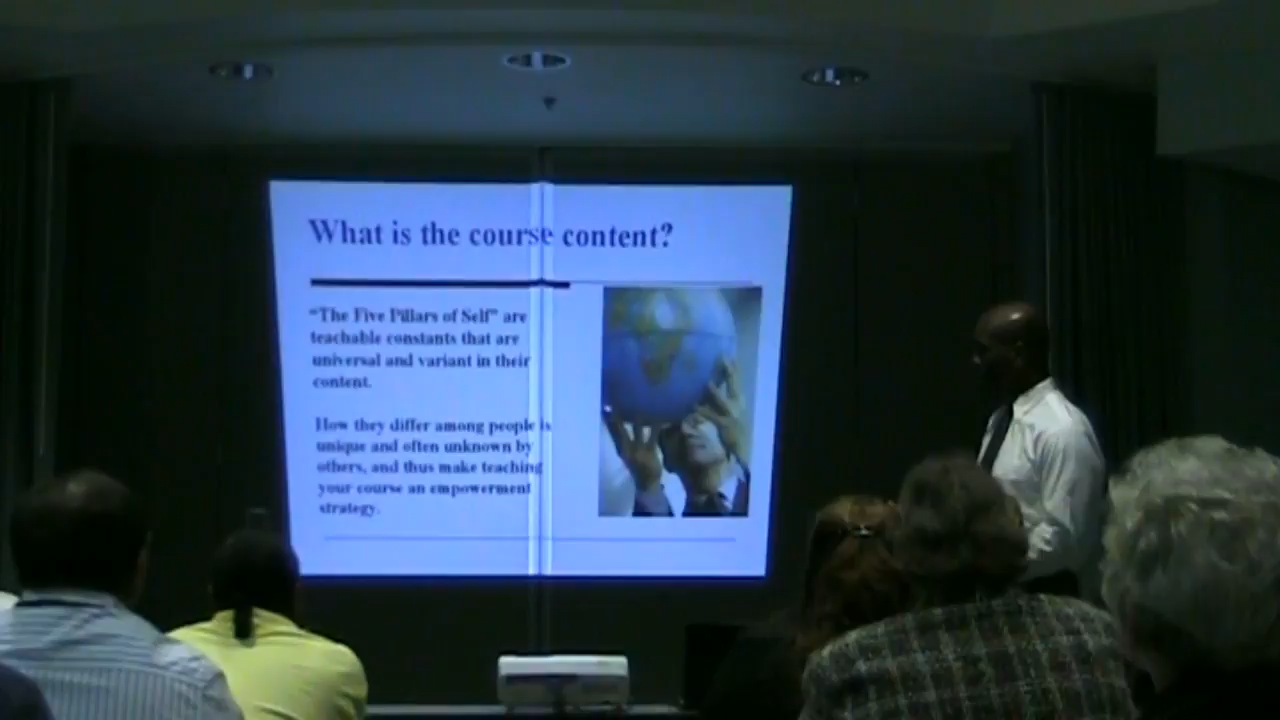 What is the course content?
“The Five Pillars of Self” are
teachable constants that are
universal and variant in their
content.
How they differ among people is
unique and often unknown by
others, and thus make teaching
your course an empowerment
strategy.